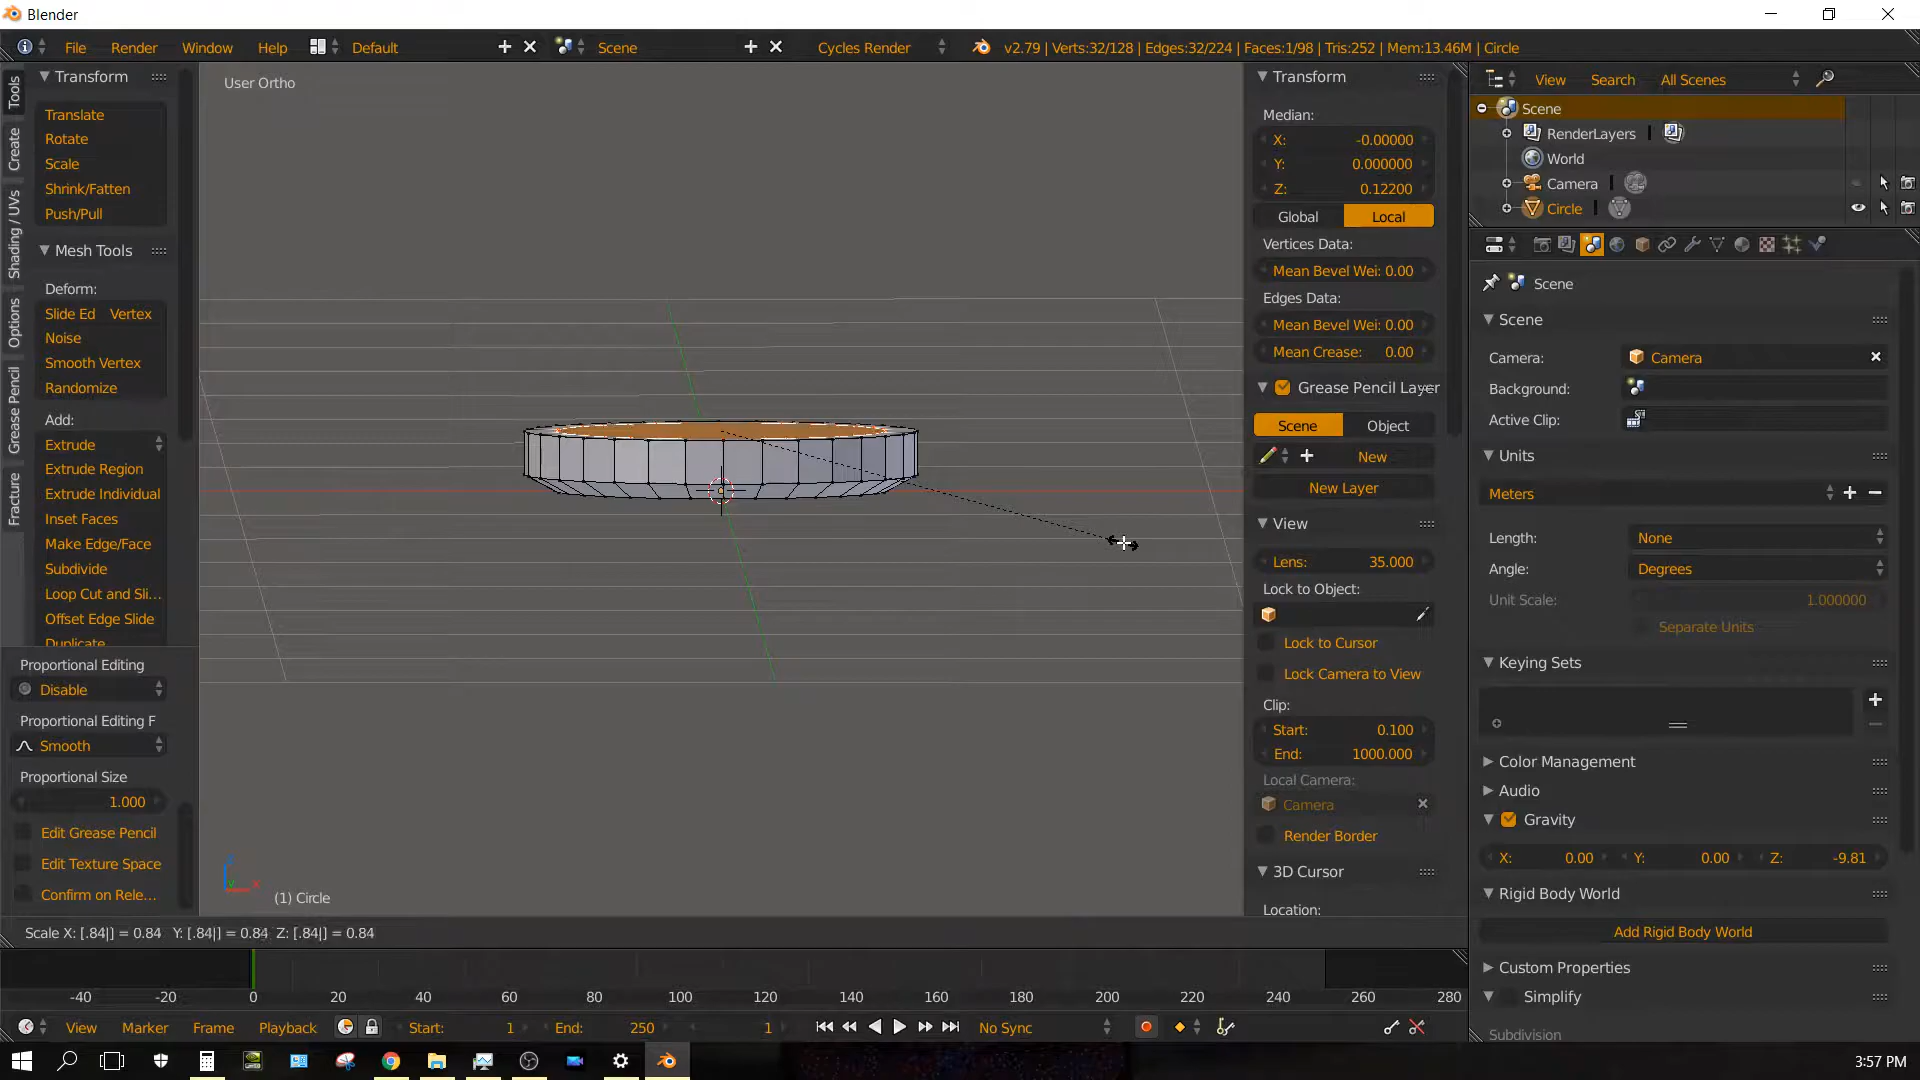 Blender
File Render Window Help Default Scene Cycles Render v2.79 | Verts:32/128 | Edges:32/224 | Faces:1/98 | Tris:252 | Mem:13.46M | Circle
Tools
Create
Shading / UVs
Options
Grease Pencil
Fracture
Transform
Translate
Rotate
Scale
Shrink/Fatten
Push/Pull
Mesh Tools
Deform:
Slide Ed Vertex
Noise
Smooth Vertex
Randomize
Add:
Extrude
Extrude Region
Extrude Individual
Inset Faces
Make Edge/Face
Subdivide
Loop Cut and Sli...
Offset Edge Slide
Duplicate
Proportional Editing
Disable
Proportional Editing F
Smooth
Proportional Size
1.000
Edit Grease Pencil
Edit Texture Space
Confirm on Rele...
User Ortho
(1) Circle
Transform
Median:
X: -0.00000
Y: 0.000000
Z: 0.12200
Global Local
Vertices Data:
Mean Bevel Wei: 0.00
Edges Data:
Mean Bevel Wei: 0.00
Mean Crease: 0.00
Grease Pencil Layer
Scene Object
New
New Layer
View
Lens: 35.000
Lock to Object:
Lock to Cursor
Lock Camera to View
Clip:
Start: 0.100
End: 1000.000
Local Camera:
Camera
Render Border
3D Cursor
Location:
View Search All Scenes
Scene
RenderLayers
World
Camera
Circle
Scene
Scene
Camera: Camera
Background:
Active Clip:
Units
Meters
Length: None
Angle: Degrees
Unit Scale: 1.000000
Separate Units
Keying Sets
Color Management
Audio
Gravity
X: 0.00 Y: 0.00 Z: -9.81
Rigid Body World
Add Rigid Body World
Custom Properties
Simplify
Subdivision
Scale X: [.84|] = 0.84 Y: [.84|] = 0.84 Z: [.84|] = 0.84
-40 -20 0 20 40 60 80 100 120 140 160 180 200 220 240 260 280
View Marker Frame Playback Start: 1 End: 250 1 No Sync
3:57 PM